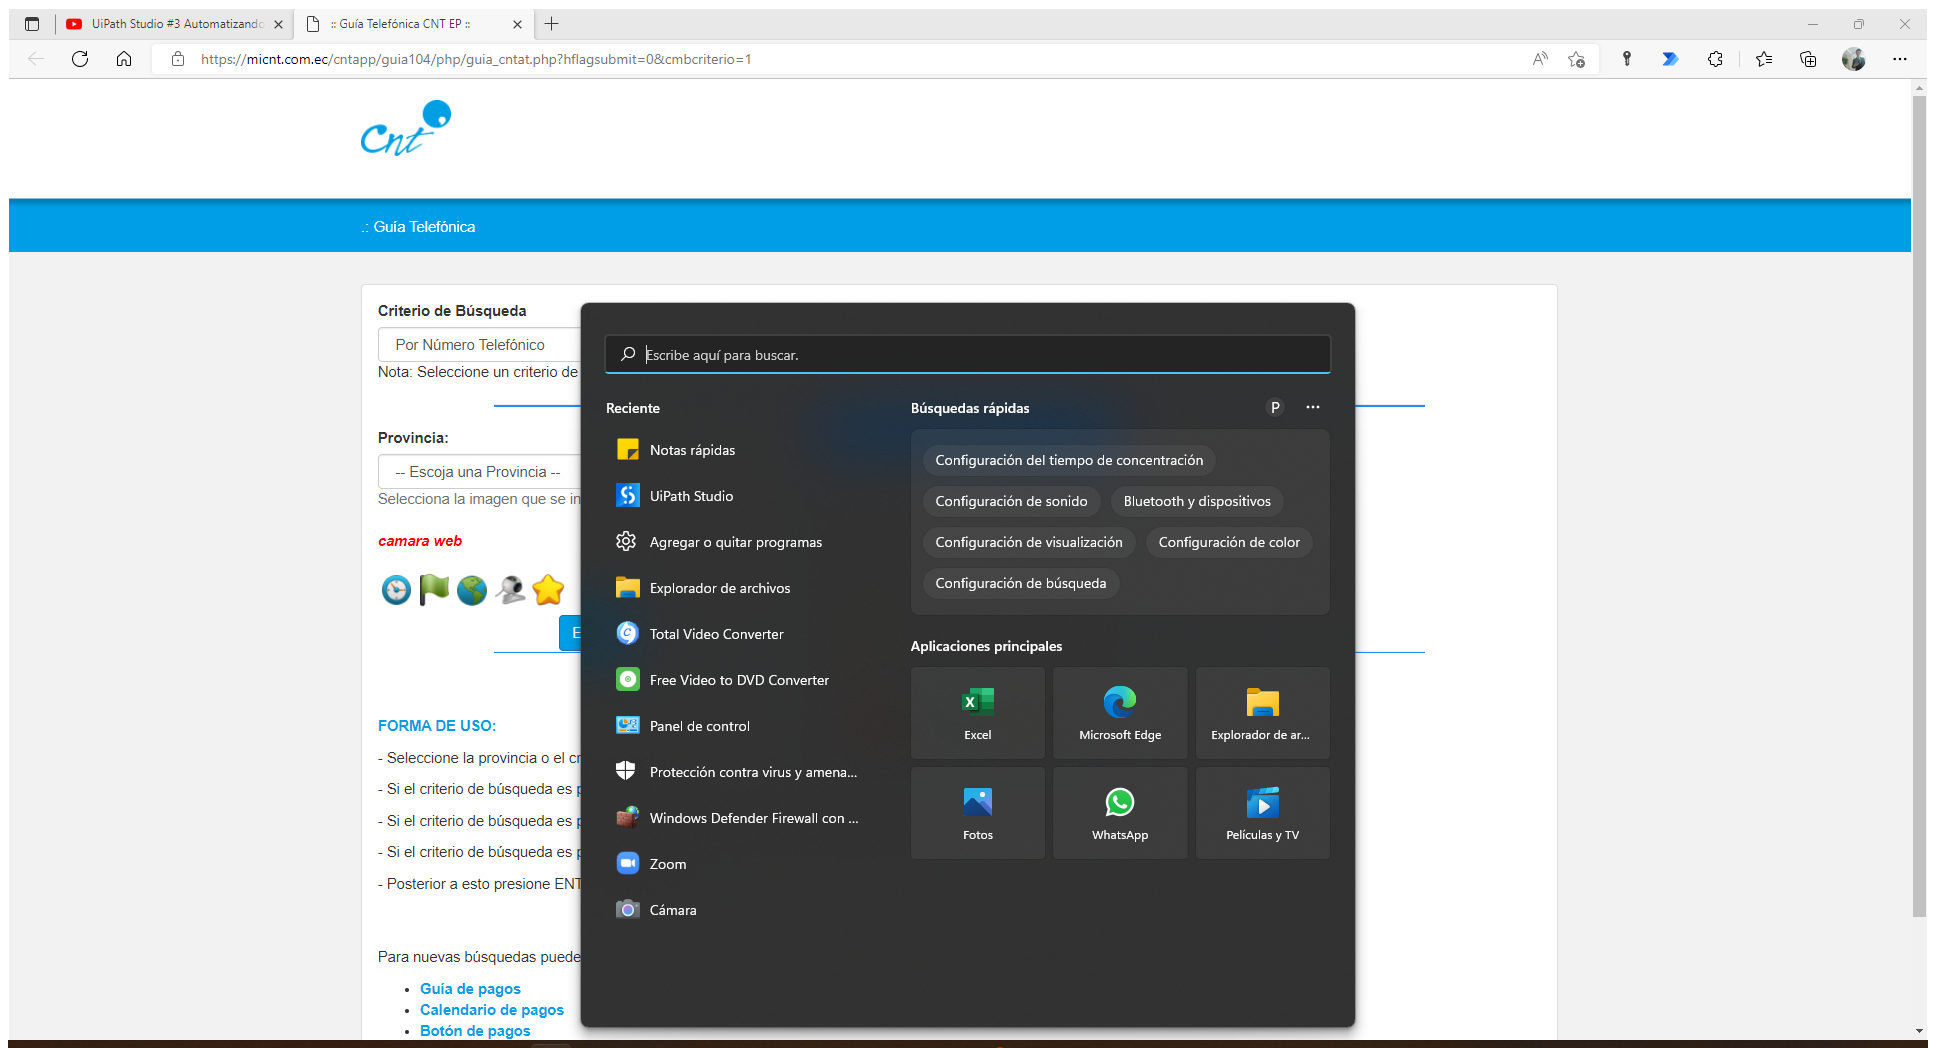 UiPath Studio #3 Automatizando
:: Guía Telefónica CNT EP ::
https://micnt.com.ec/cntapp/guia104/php/guia_cntat.php?hflagsubmit=0&cmbcriterio=1
Cnt
.: Guía Telefónica
Criterio de Búsqueda
Por Número Telefónico
Nota: Seleccione un criterio de
Provincia:
-- Escoja una Provincia --
Selecciona la imagen que se in
camara web
E
FORMA DE USO:
- Seleccione la provincia o el cr
- Si el criterio de búsqueda es p
- Si el criterio de búsqueda es p
- Si el criterio de búsqueda es p
- Posterior a esto presione ENT
Para nuevas búsquedas puede
• Guía de pagos
• Calendario de pagos
• Botón de pagos
Escribe aquí para buscar.
Reciente
Notas rápidas
UiPath Studio
Agregar o quitar programas
Explorador de archivos
Total Video Converter
Free Video to DVD Converter
Panel de control
Protección contra virus y amena...
Windows Defender Firewall con ...
Zoom
Cámara
Búsquedas rápidas
P
Configuración del tiempo de concentración
Configuración de sonido
Bluetooth y dispositivos
Configuración de visualización
Configuración de color
Configuración de búsqueda
Aplicaciones principales
Excel
Microsoft Edge
Explorador de ar...
Fotos
WhatsApp
Películas y TV